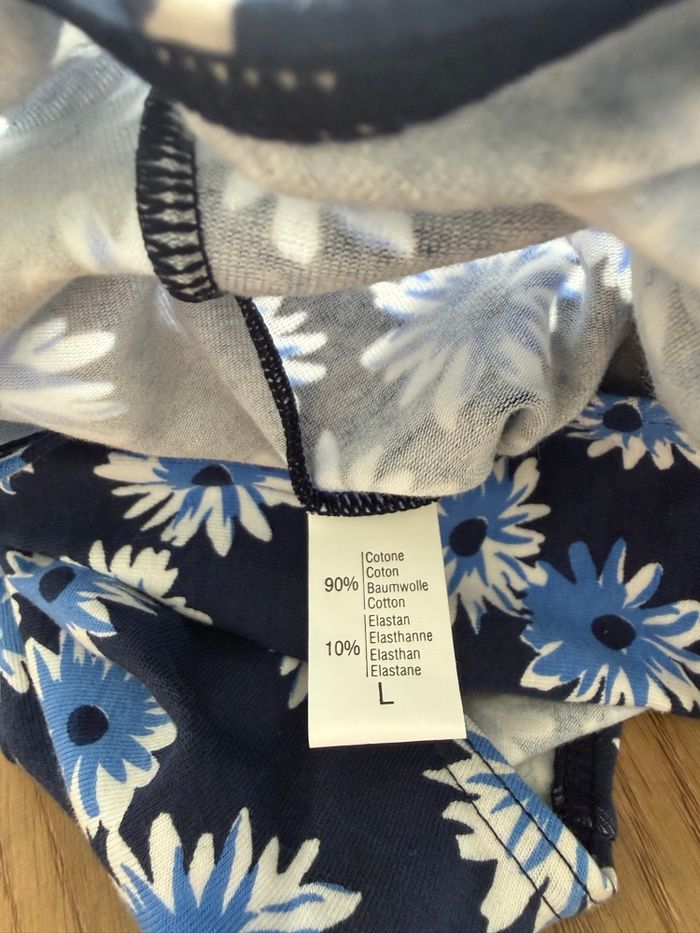 90%
Cotone
Coton
Baumwolle
Cotton
10%
Elastan
Elasthanne
Elasthan
Elastane
L